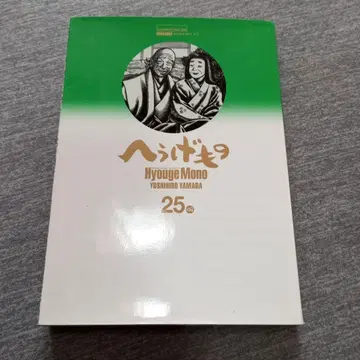 へうげもの
Hyouge Mono
YOSHIHIRO YAMADA
25